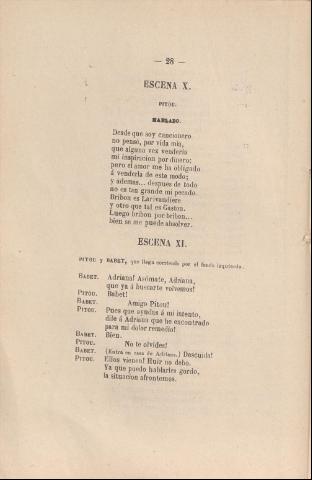 — 28 —
ESCENA X.
PITOU.
HABLADO.
Desde que soy cancionero
no pensé, por vida mia,
que alguna vez venderia
mi inspiracion por dinero;
pero el amor me ha obligado
á venderla de este modo;
y ademas... despues de todo
no es tan grande mi pecado.
Bribon es Larivaudiere
y otro que tal es Gaston.
Luego bribon por bribon...
bien se me puede absolver.
ESCENA XI.
PITOU y BABET, que llega corriendo por el fondo izquierda.
BABET. Adriana! Asómate, Adriana,
que ya á buscarte volvemos!
PITOU. Babet!
BABET. Amigo Pitou!
PITOU. Pues que ayudas á mi intento,
dile á Adriana que he encontrado
para mi dolor remedio!
BABET. Bien.
PITOU. No te olvides!
BABET. (Entra en casa de Adriana.) Descuida!
PITOU. Ellos vienen! Huir no debo.
Ya que puedo hablarles gordo,
la situacion afrontemos.